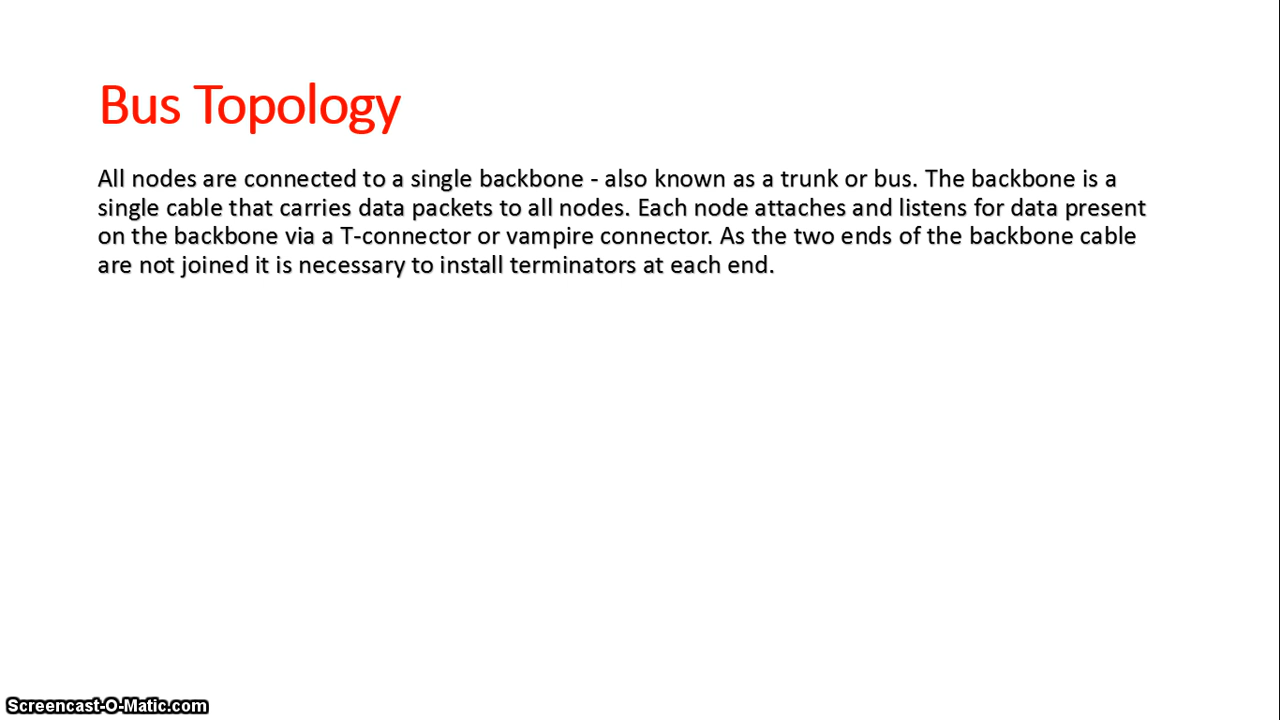 Bus Topology
All nodes are connected to a single backbone - also known as a trunk or bus. The backbone is a
single cable that carries data packets to all nodes. Each node attaches and listens for data present
on the backbone via a T-connector or vampire connector. As the two ends of the backbone cable
are not joined it is necessary to install terminators at each end.
Screencast-O-Matic.com